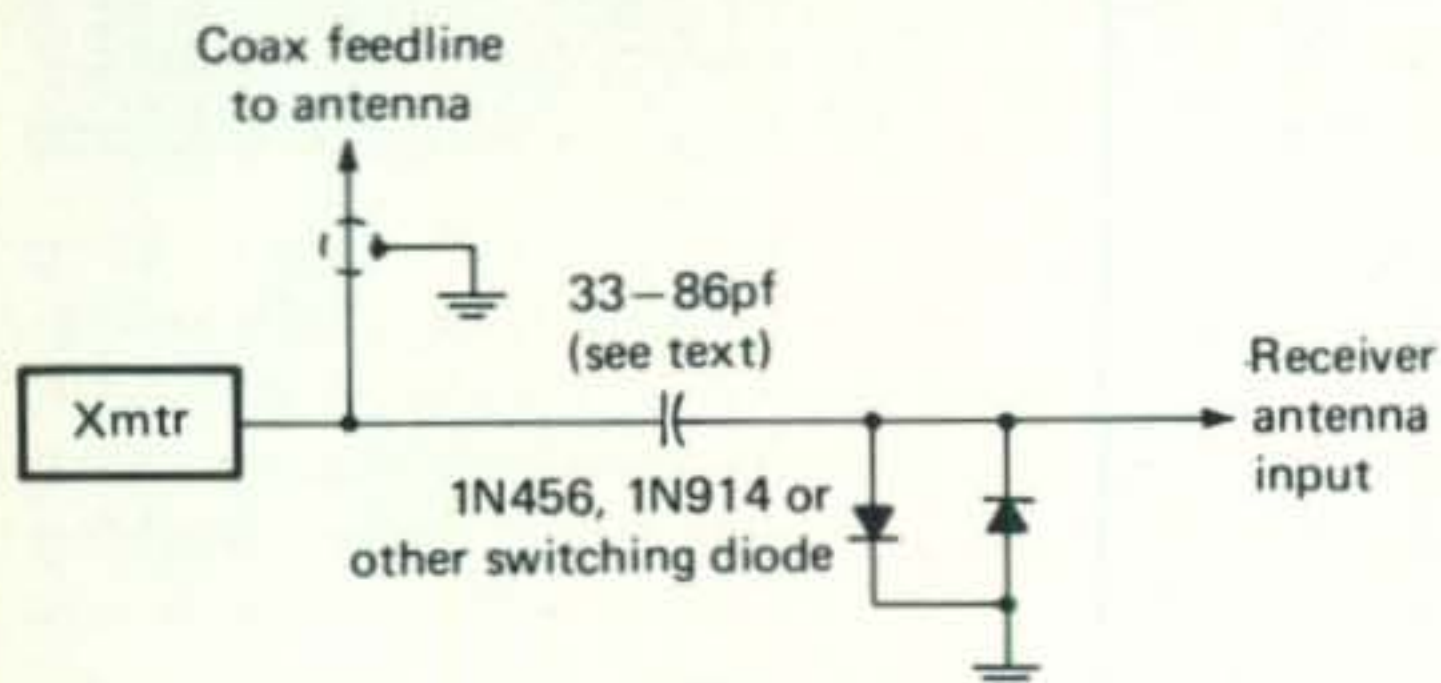 Coax feedline
to antenna
33–86pf
(see text)
Xmtr
Receiver
antenna
input
1N456, 1N914 or
other switching diode